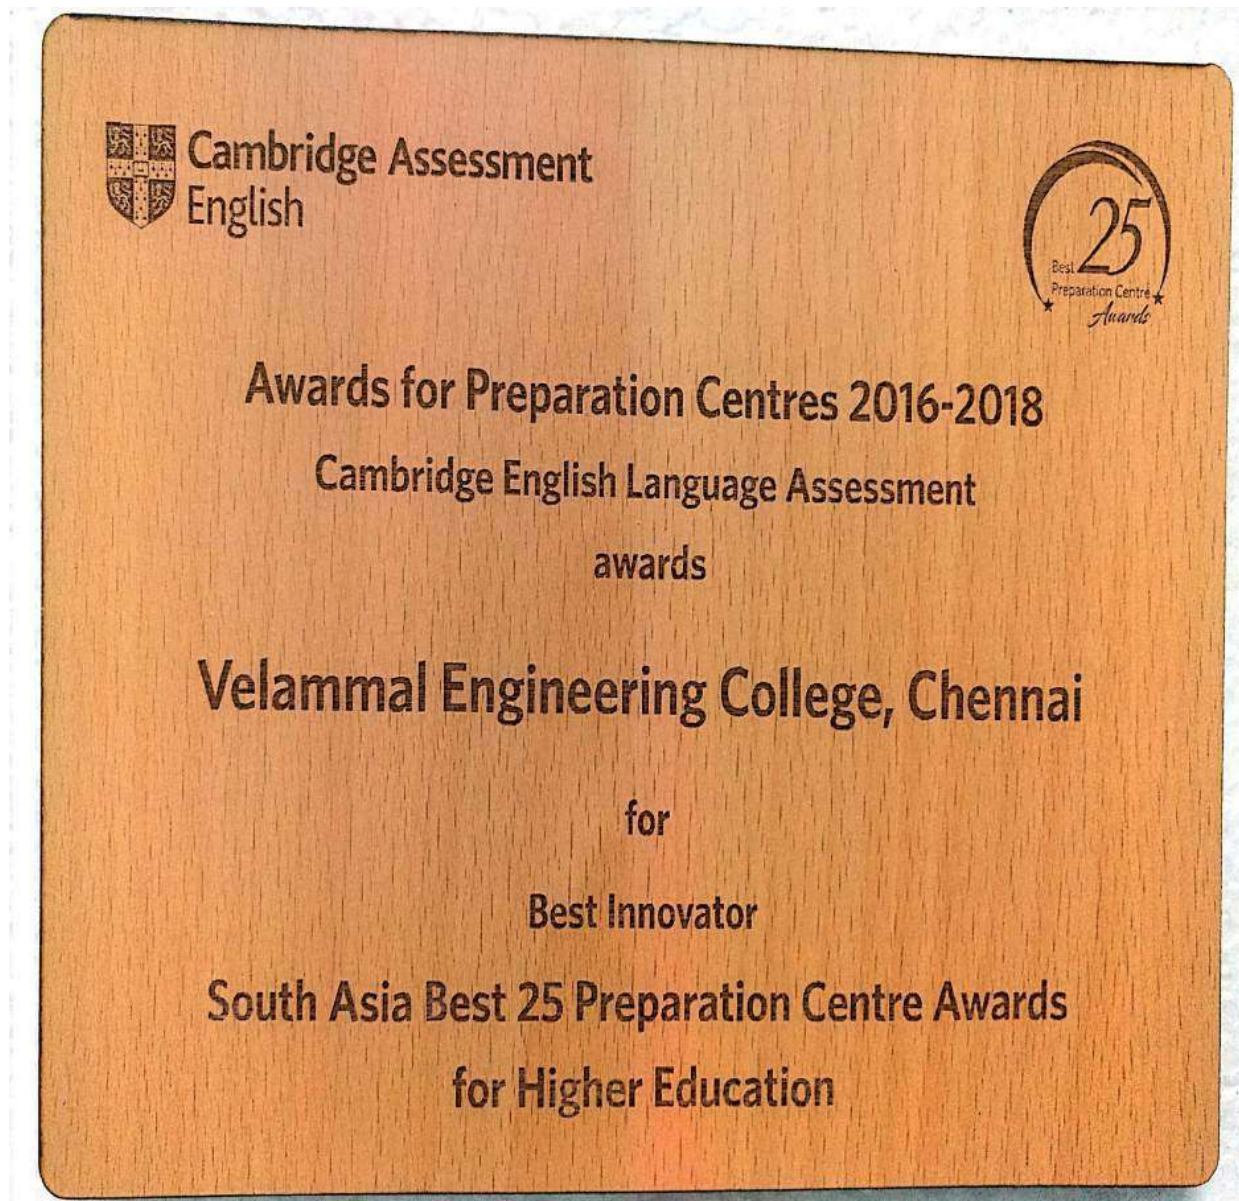 Cambridge Assessment
English
25
Best
Preparation Centre
Awards
Awards for Preparation Centres 2016-2018
Cambridge English Language Assessment
awards
Velammal Engineering College, Chennai
for
Best Innovator
South Asia Best 25 Preparation Centre Awards
for Higher Education